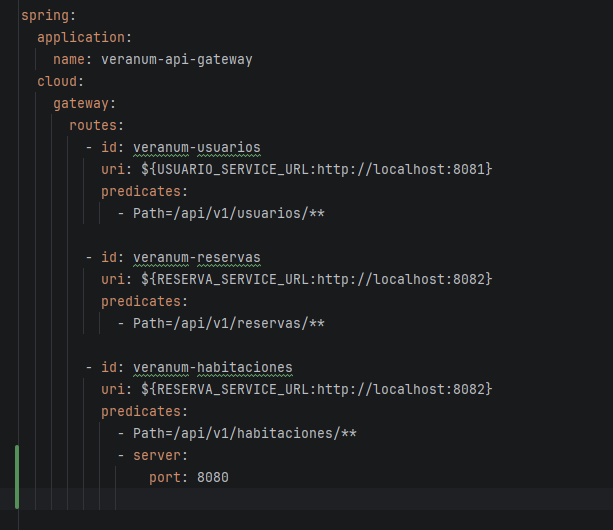 spring:
  application:
    name: veranum-api-gateway
  cloud:
    gateway:
      routes:
        - id: veranum-usuarios
          uri: ${USUARIO_SERVICE_URL:http://localhost:8081}
          predicates:
            - Path=/api/v1/usuarios/**

        - id: veranum-reservas
          uri: ${RESERVA_SERVICE_URL:http://localhost:8082}
          predicates:
            - Path=/api/v1/reservas/**

        - id: veranum-habitaciones
          uri: ${RESERVA_SERVICE_URL:http://localhost:8082}
          predicates:
            - Path=/api/v1/habitaciones/**
            - server:
                port: 8080